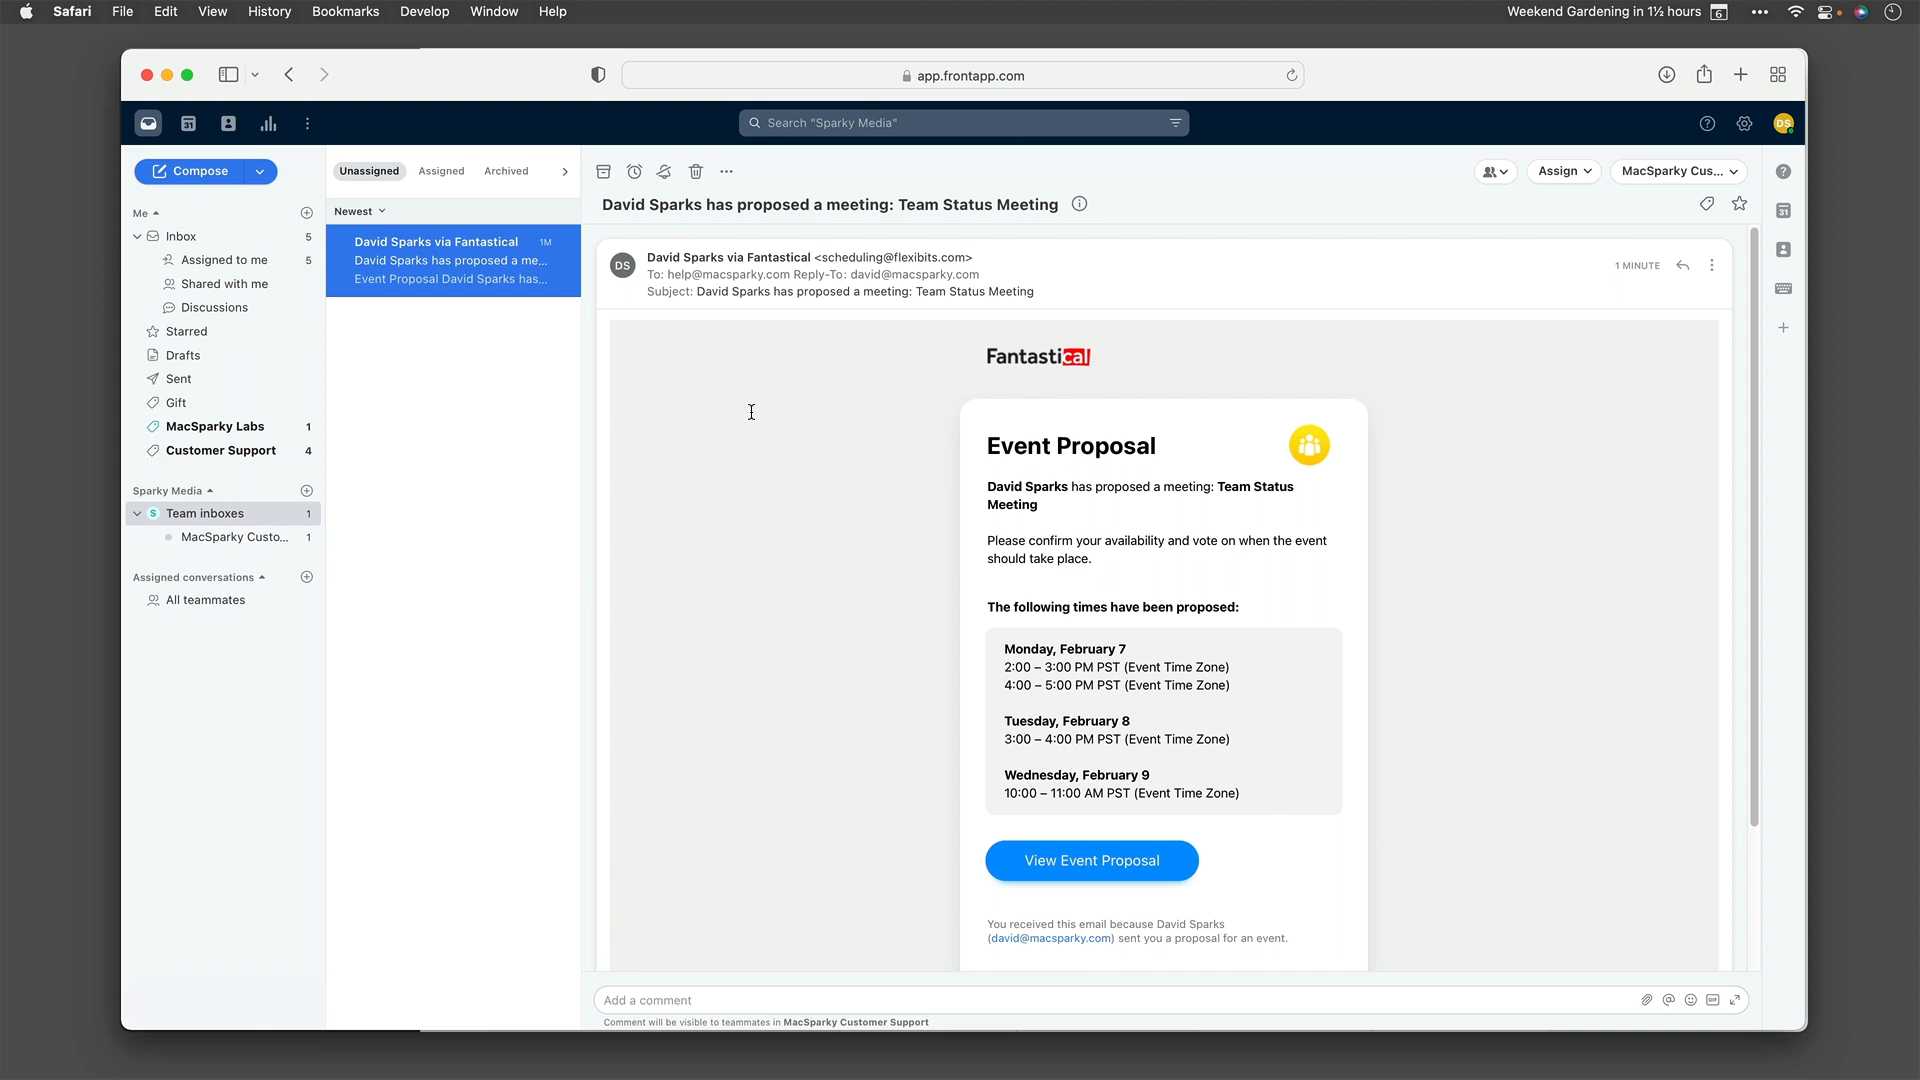 Safari File Edit View History Bookmarks Develop Window Help
Weekend Gardening in 1½ hours 6
app.frontapp.com
31
Search "Sparky Media"
DS
Compose
Unassigned Assigned Archived
Assign MacSparky Cus...
Newest
David Sparks has proposed a meeting: Team Status Meeting
Me
Inbox 5
Assigned to me 5
Shared with me
Discussions
Starred
Drafts
Sent
Gift
MacSparky Labs 1
Customer Support 4
Sparky Media
S Team inboxes 1
MacSparky Custo... 1
Assigned conversations
All teammates
David Sparks via Fantastical 1M
David Sparks has proposed a me...
Event Proposal David Sparks has...
DS
David Sparks via Fantastical <scheduling@flexibits.com>
To: help@macsparky.com Reply-To: david@macsparky.com
Subject: David Sparks has proposed a meeting: Team Status Meeting
1 MINUTE
31
Fantastical
Event Proposal
David Sparks has proposed a meeting: Team Status
Meeting
Please confirm your availability and vote on when the event
should take place.
The following times have been proposed:
Monday, February 7
2:00 – 3:00 PM PST (Event Time Zone)
4:00 – 5:00 PM PST (Event Time Zone)
Tuesday, February 8
3:00 – 4:00 PM PST (Event Time Zone)
Wednesday, February 9
10:00 – 11:00 AM PST (Event Time Zone)
View Event Proposal
You received this email because David Sparks
(david@macsparky.com) sent you a proposal for an event.
Add a comment
GIF
Comment will be visible to teammates in MacSparky Customer Support